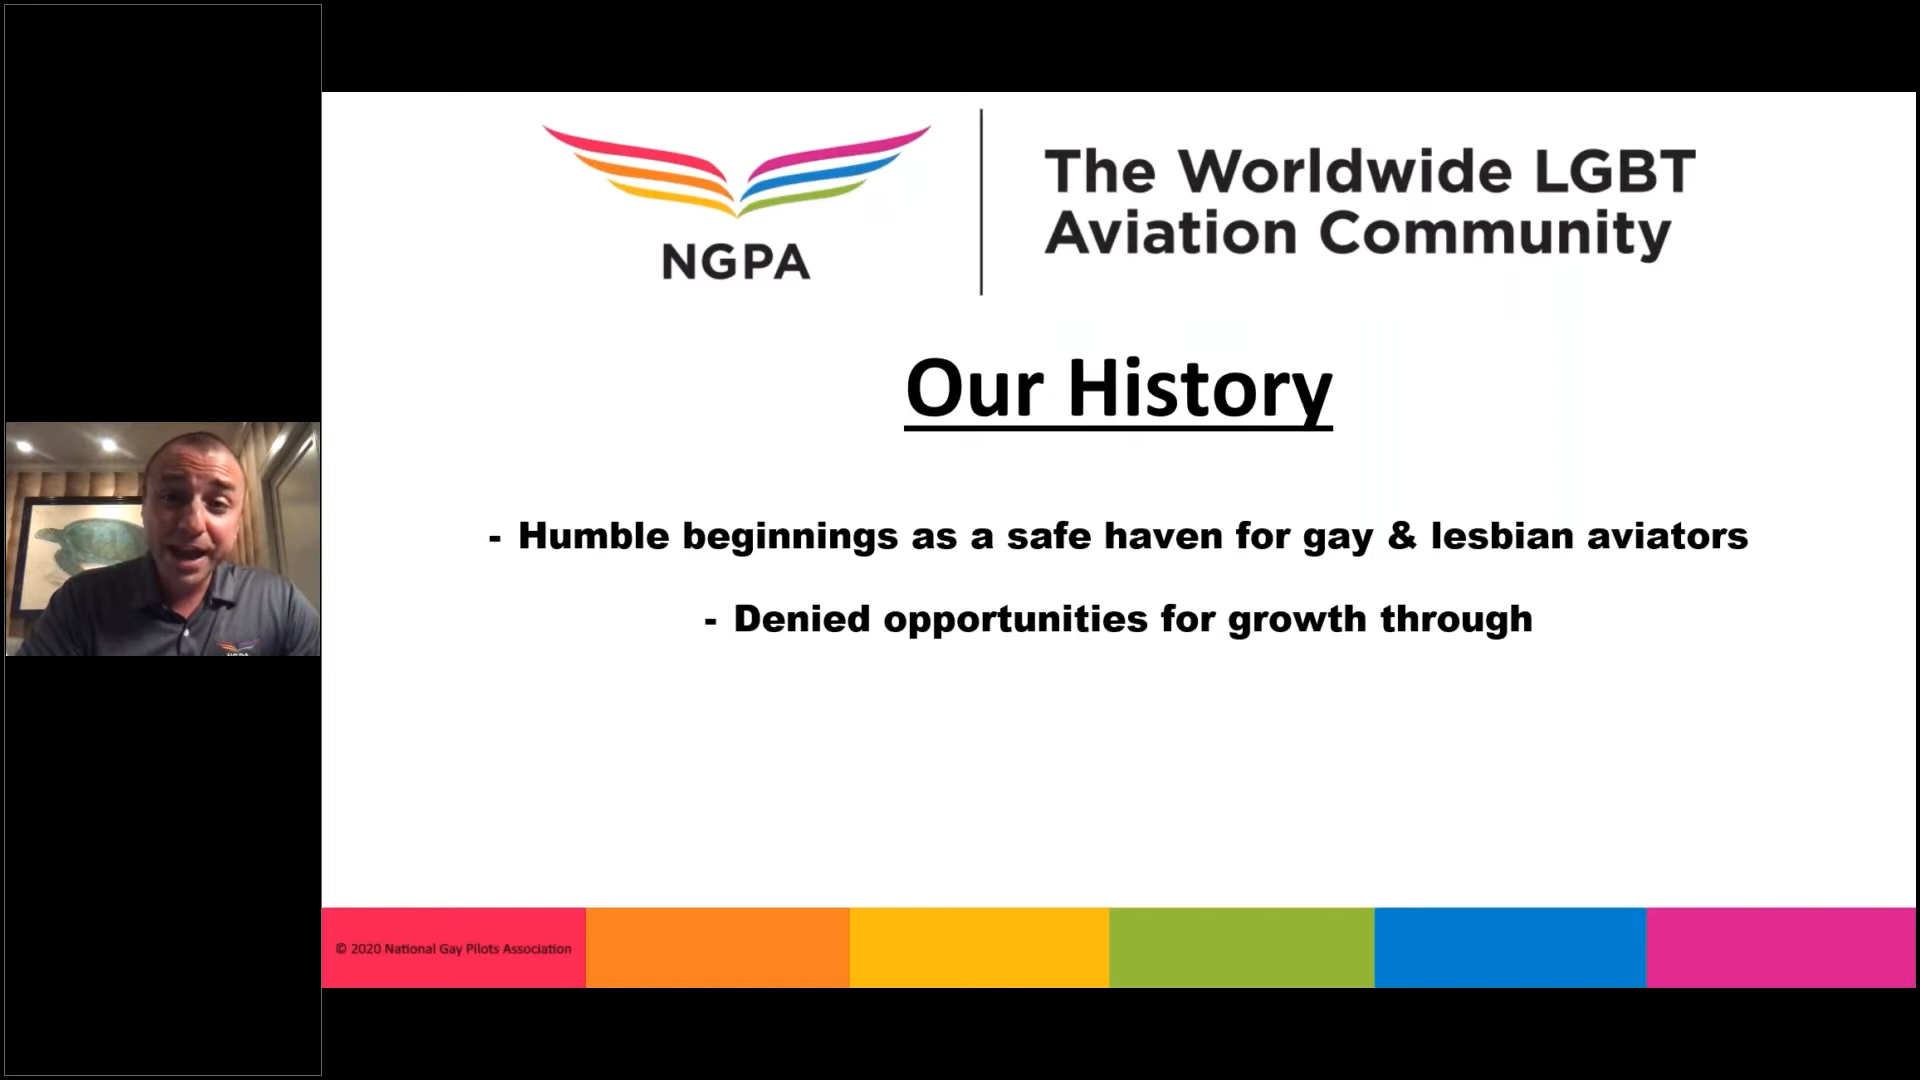 NGPA
The Worldwide LGBT
Aviation Community
Our History
- Humble beginnings as a safe haven for gay & lesbian aviators
- Denied opportunities for growth through
© 2020 National Gay Pilots Association
NGPA